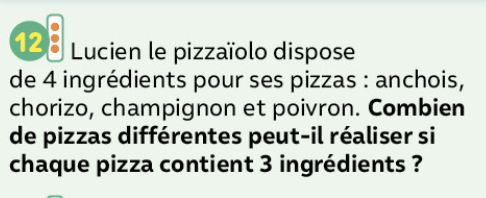 12 Lucien le pizzaïolo dispose
de 4 ingrédients pour ses pizzas : anchois,
chorizo, champignon et poivron. Combien
de pizzas différentes peut-il réaliser si
chaque pizza contient 3 ingrédients ?